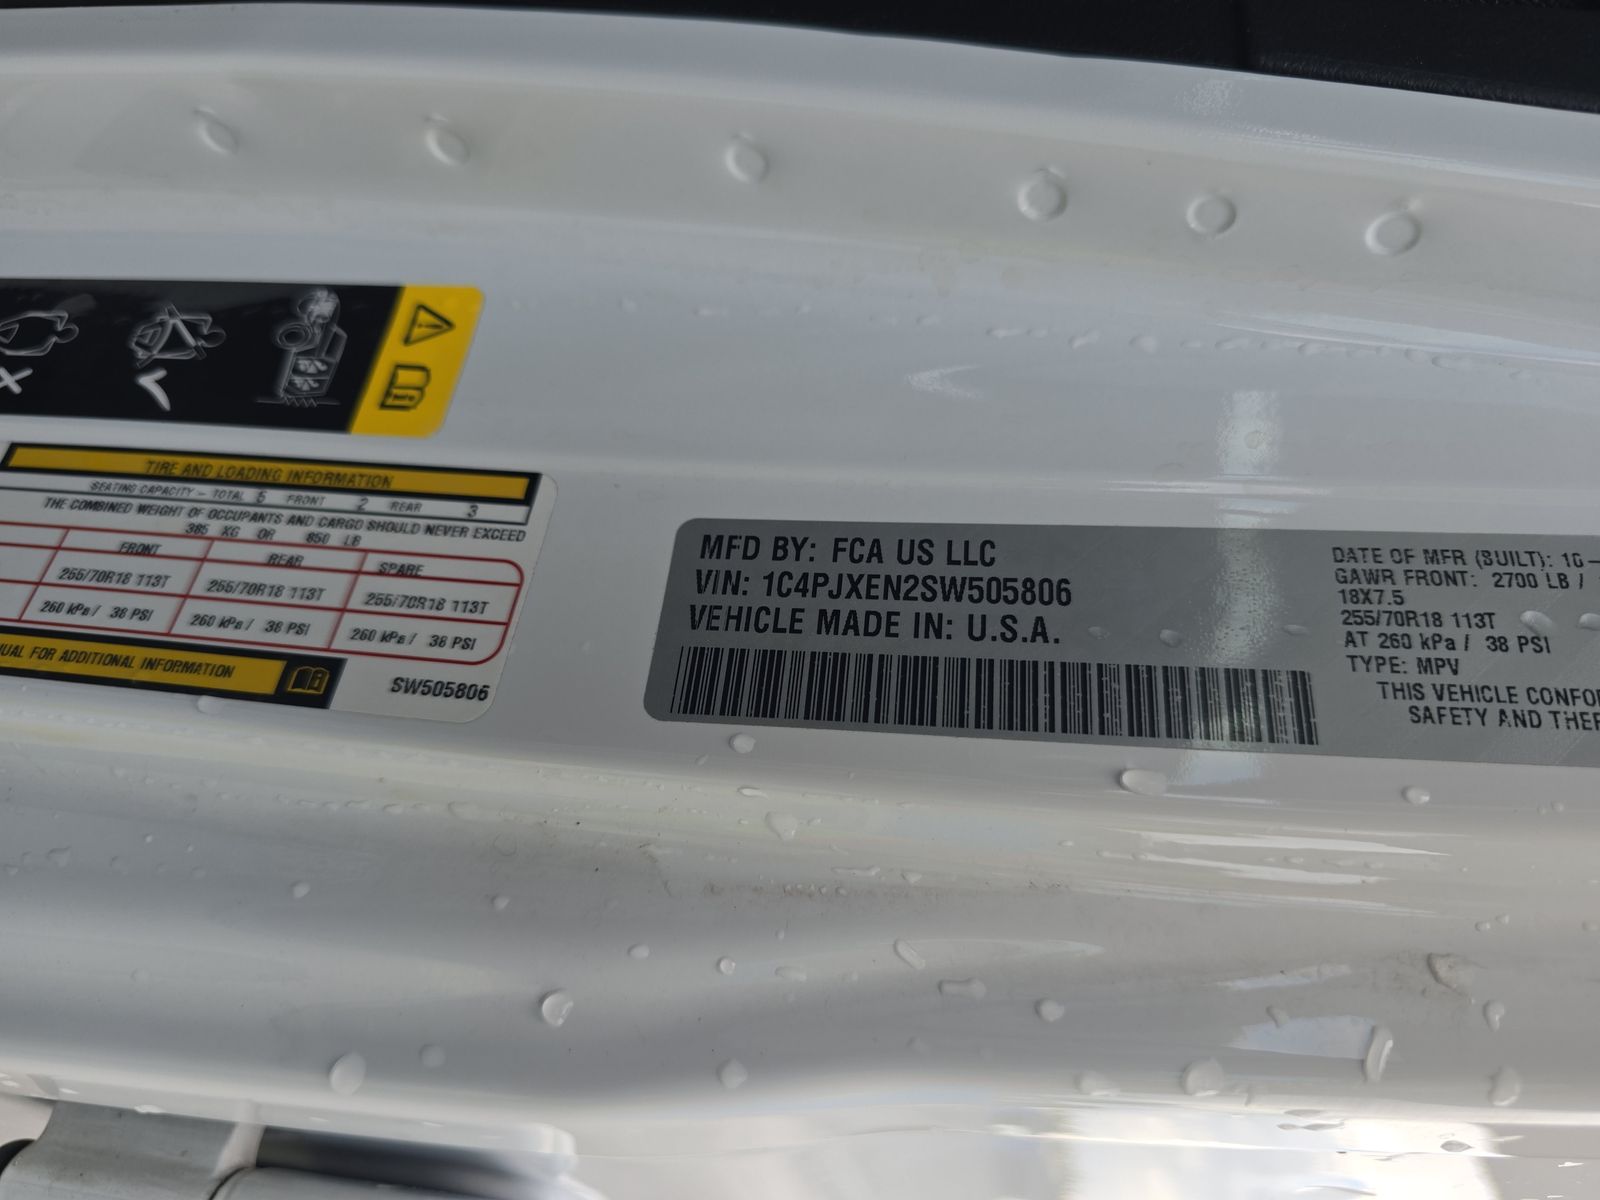 TIRE AND LOADING INFORMATION
SEATING CAPACITY – TOTAL 5 FRONT 2 REAR 3
THE COMBINED WEIGHT OF OCCUPANTS AND CARGO SHOULD NEVER EXCEED
385 KG OR 850 LB
FRONT REAR SPARE
255/70R18 113T 255/70R18 113T 255/70R18 113T
260 kPa / 38 PSI 260 kPa / 38 PSI 260 kPa / 38 PSI
FOR ADDITIONAL INFORMATION
SW505806
MFD BY: FCA US LLC
VIN: 1C4PJXEN2SW505806
VEHICLE MADE IN: U.S.A.
DATE OF MFR (BUILT): 10-
GAWR FRONT: 2700 LB /
18X7.5
255/70R18 113T
AT 260 kPa / 38 PSI
TYPE: MPV
THIS VEHICLE
SAFETY AND